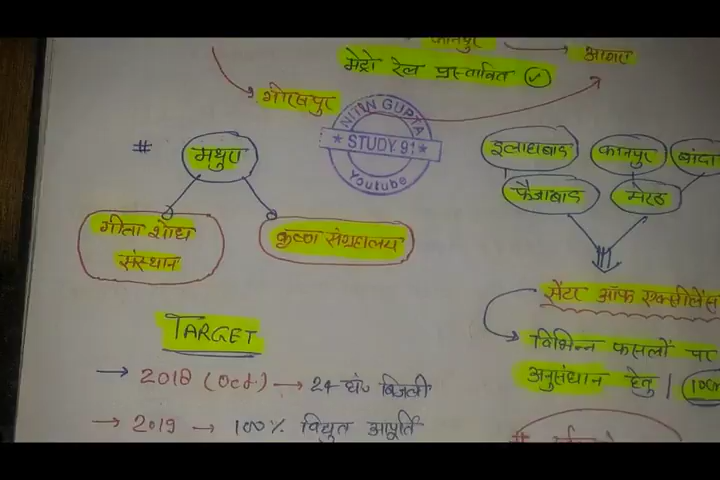 कानपुर
आगरा
मेट्रो रेल प्रस्तावित ✓
गोरखपुर
NITIN GUPTA
★ STUDY 91 ★
Youtube
# मथुरा
गीता शोध
संस्थान
कृष्ण संग्रहालय
इलाहाबाद
कानपुर
बांदा
फैजाबाद
मेरठ
सेंटर ऑफ एक्सीलेंस
विभिन्न फसलों पर
अनुसंधान हेतु |
TARGET
→ 2018 (Oct.) → 24 घं० बिजली
→ 2019 → 100% विद्युत आपूर्ति
#